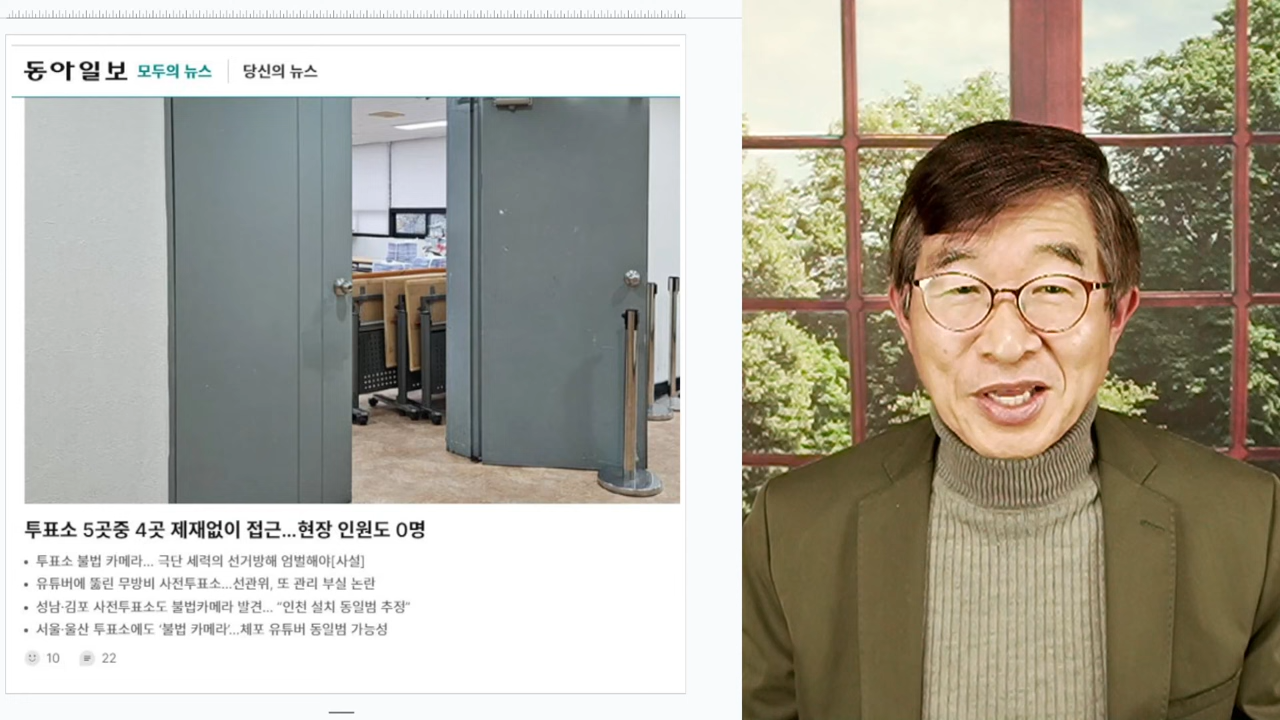 동아일보 모두의 뉴스 당신의 뉴스
투표소 5곳중 4곳 제재없이 접근...현장 인원도 0명
투표소 불법 카메라... 극단 세력의 선거방해 엄벌해야[사설]
유튜버에 뚫린 무방비 사전투표소...선관위, 또 관리 부실 논란
성남·김포 사전투표소도 불법카메라 발견... “인천 설치 동일범 추정”
서울·울산 투표소에도 ‘불법 카메라’...체포 유튜버 동일범 가능성
10 22